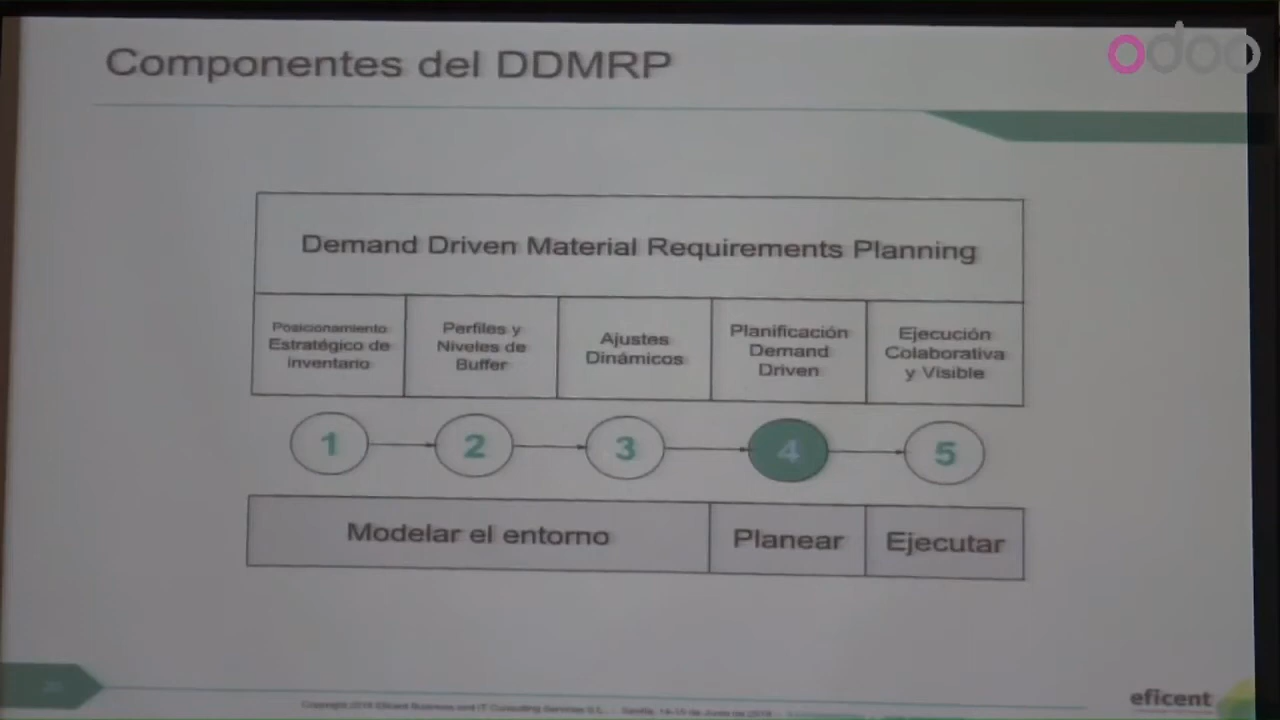 Componentes del DDMRP
odoo
Demand Driven Material Requirements Planning
Posicionamiento
Estratégico de
inventario
Perfiles y
Niveles de
Buffer
Ajustes
Dinámicos
Planificación
Demand
Driven
Ejecución
Colaborativa
y Visible
1
2
3
4
5
Modelar el entorno
Planear
Ejecutar
eficent